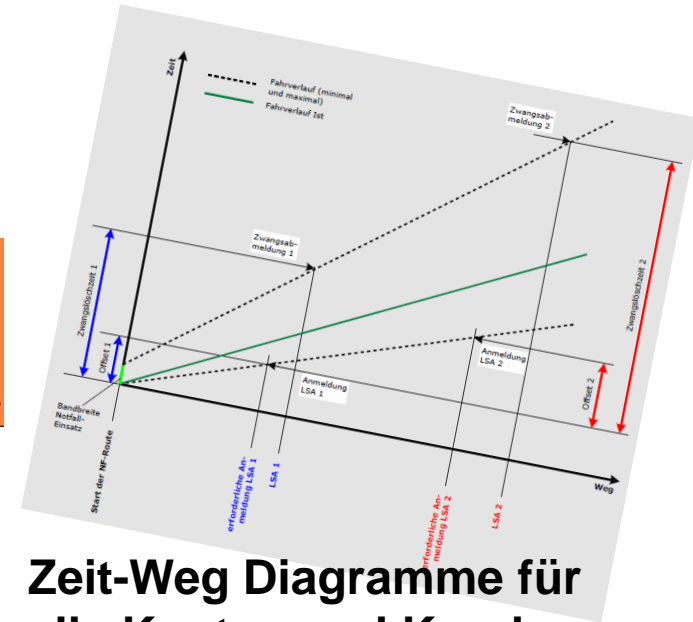 Zeit
Fahrverlauf (minimal
und maximal)
Fahrverlauf Ist
Zwangsab-
meldung 2
Zwangsab-
meldung 1
Zwangslöschzeit 1
Offset 1
Zwangslöschzeit 2
Anmeldung
LSA 1
Anmeldung
LSA 2
Offset 2
Bandbreite
Notfall-
Einsatz
Start der NF-Route
erforderliche An-
meldung LSA 1
LSA 1
erforderliche An-
meldung LSA 2
LSA 2
Weg
Zeit-Weg Diagramme für